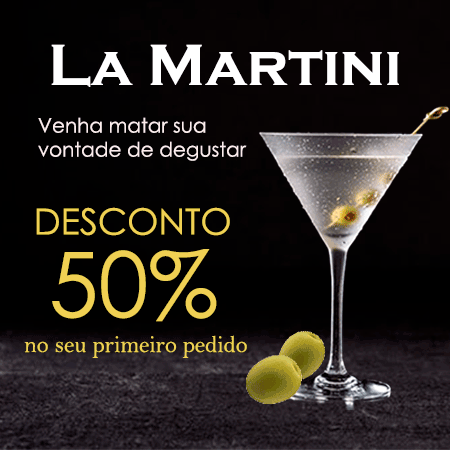 LA MARTINI
Venha matar sua
vontade de degustar
DESCONTO
50%
no seu primeiro pedido